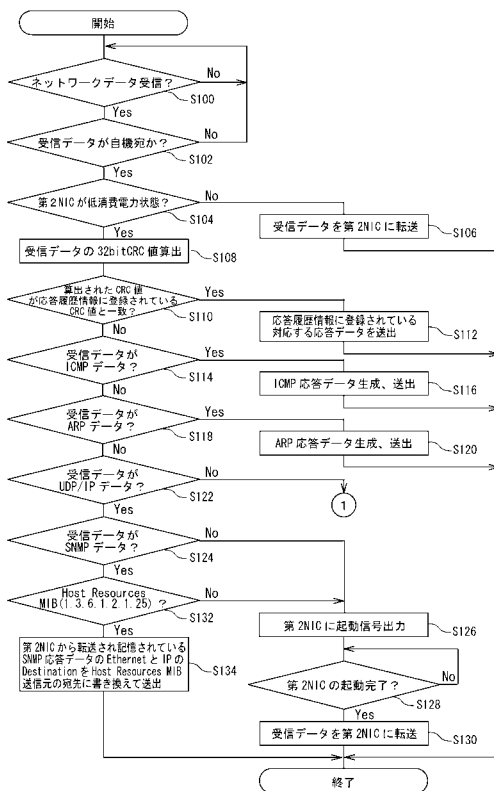 開始
ネットワークデータ受信？
No
S100
Yes
受信データが自機宛か？
No
S102
Yes
第2NICが低消費電力状態？
No
S104
受信データを第2NICに転送
S106
Yes
受信データの32bitCRC値算出
S108
算出されたCRC値
が応答履歴情報に登録されている
CRC値と一致？
Yes
S110
応答履歴情報に登録されている
対応する応答データを送出
S112
No
受信データが
ICMPデータ？
Yes
S114
ICMP応答データ生成、送出
S116
No
受信データが
ARPデータ？
Yes
S118
ARP応答データ生成、送出
S120
No
受信データが
UDP/IPデータ？
No
S122
1
Yes
受信データが
SNMPデータ？
No
S124
Yes
Host Resources
MIB(1.3.6.1.2.1.25)？
No
S132
第2NICに起動信号出力
S126
Yes
第2NICから転送され記憶されている
SNMP応答データのEthernetとIPの
DestinationをHost Resources MIB
送信元の宛先に書き換えて送出
S134
第2NICの起動完了？
No
S128
Yes
受信データを第2NICに転送
S130
終了